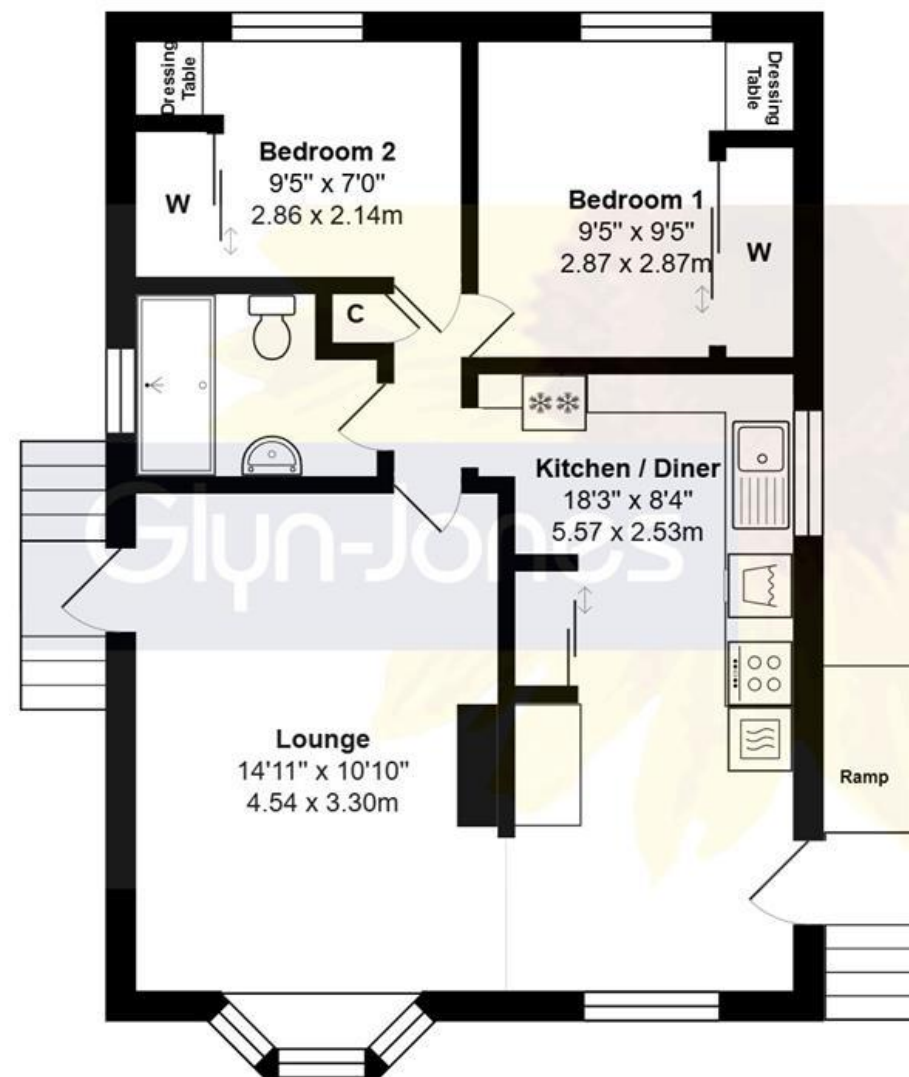 Dressing
Table
Bedroom 2
9'5" x 7'0"
2.86 x 2.14m
W
Dressing
Table
Bedroom 1
9'5" x 9'5"
2.87 x 2.87m
W
C
Kitchen / Diner
18'3" x 8'4"
5.57 x 2.53m
Glyn-Jones
Lounge
14'11" x 10'10"
4.54 x 3.30m
Ramp